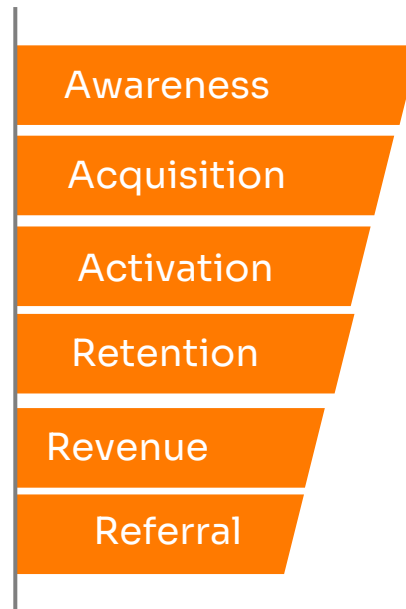 Awareness
Acquisition
Activation
Retention
Revenue
Referral